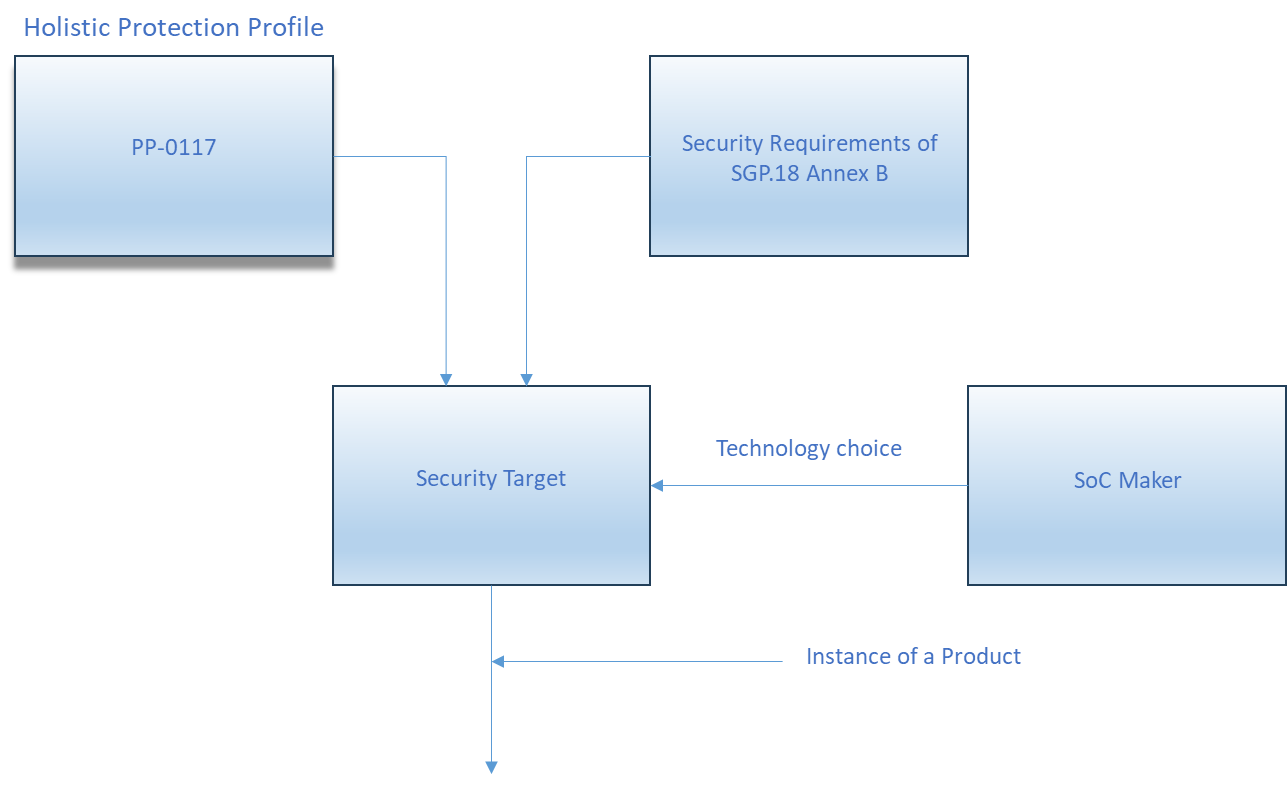 Holistic Protection Profile
PP-0117
Security Requirements of
SGP.18 Annex B
Technology choice
Security Target
SoC Maker
Instance of a Product